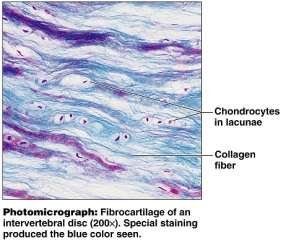 Chondrocytes
in lacunae
Collagen
fiber
Photomicrograph: Fibrocartilage of an
intervertebral disc (200×). Special staining
produced the blue color seen.